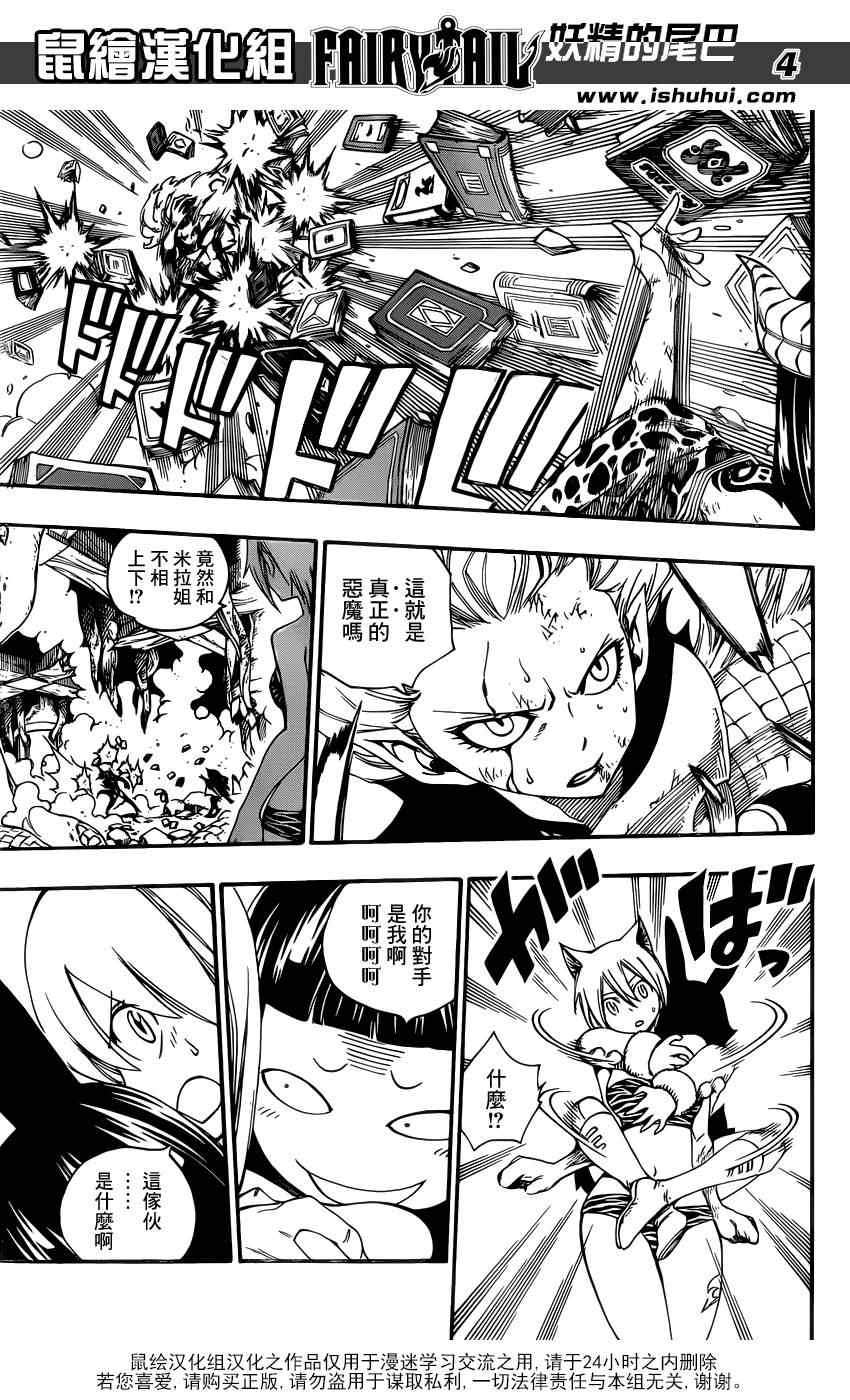 鼠繪漢化組
FAIRY TAIL
妖精的尾巴
4
www.ishuhui.com
ドドドドドド
這就是
真正的
惡魔嗎
竟然和
米拉姐
不相
上下!?
ばっ
什麼!?
你的對手
是我啊
呵呵呵呵
這傢伙
……
是什麼啊
鼠绘汉化组汉化之作品仅用于漫迷学习交流之用,请于24小时之内删除
若您喜爱,请购买正版,请勿用于谋取私利,一切法律责任与本组无关,谢谢。